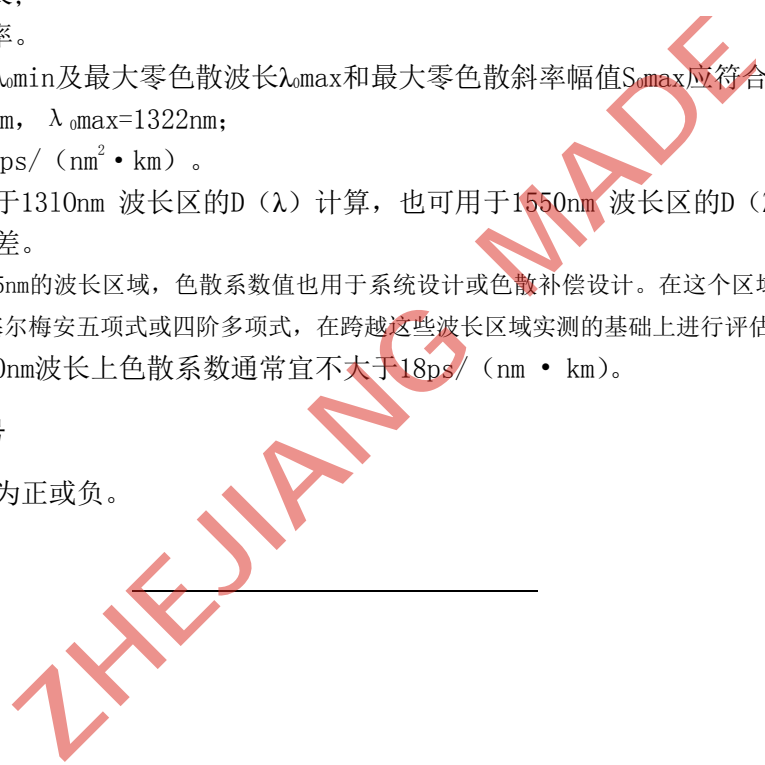 率。
λ₀min及最大零色散波长λ₀max和最大零色散斜率幅值S₀max应符合
m，λ₀max=1322nm；
ps/（nm²•km）。
于1310nm 波长区的D（λ）计算，也可用于1550nm 波长区的D（
差。
5nm的波长区域，色散系数值也用于系统设计或色散补偿设计。在这个区域
尔梅安五项式或四阶多项式，在跨越这些波长区域实测的基础上进行评估
0nm波长上色散系数通常宜不大于18ps/（nm • km）。
为正或负。
ZHEJIANG MADE